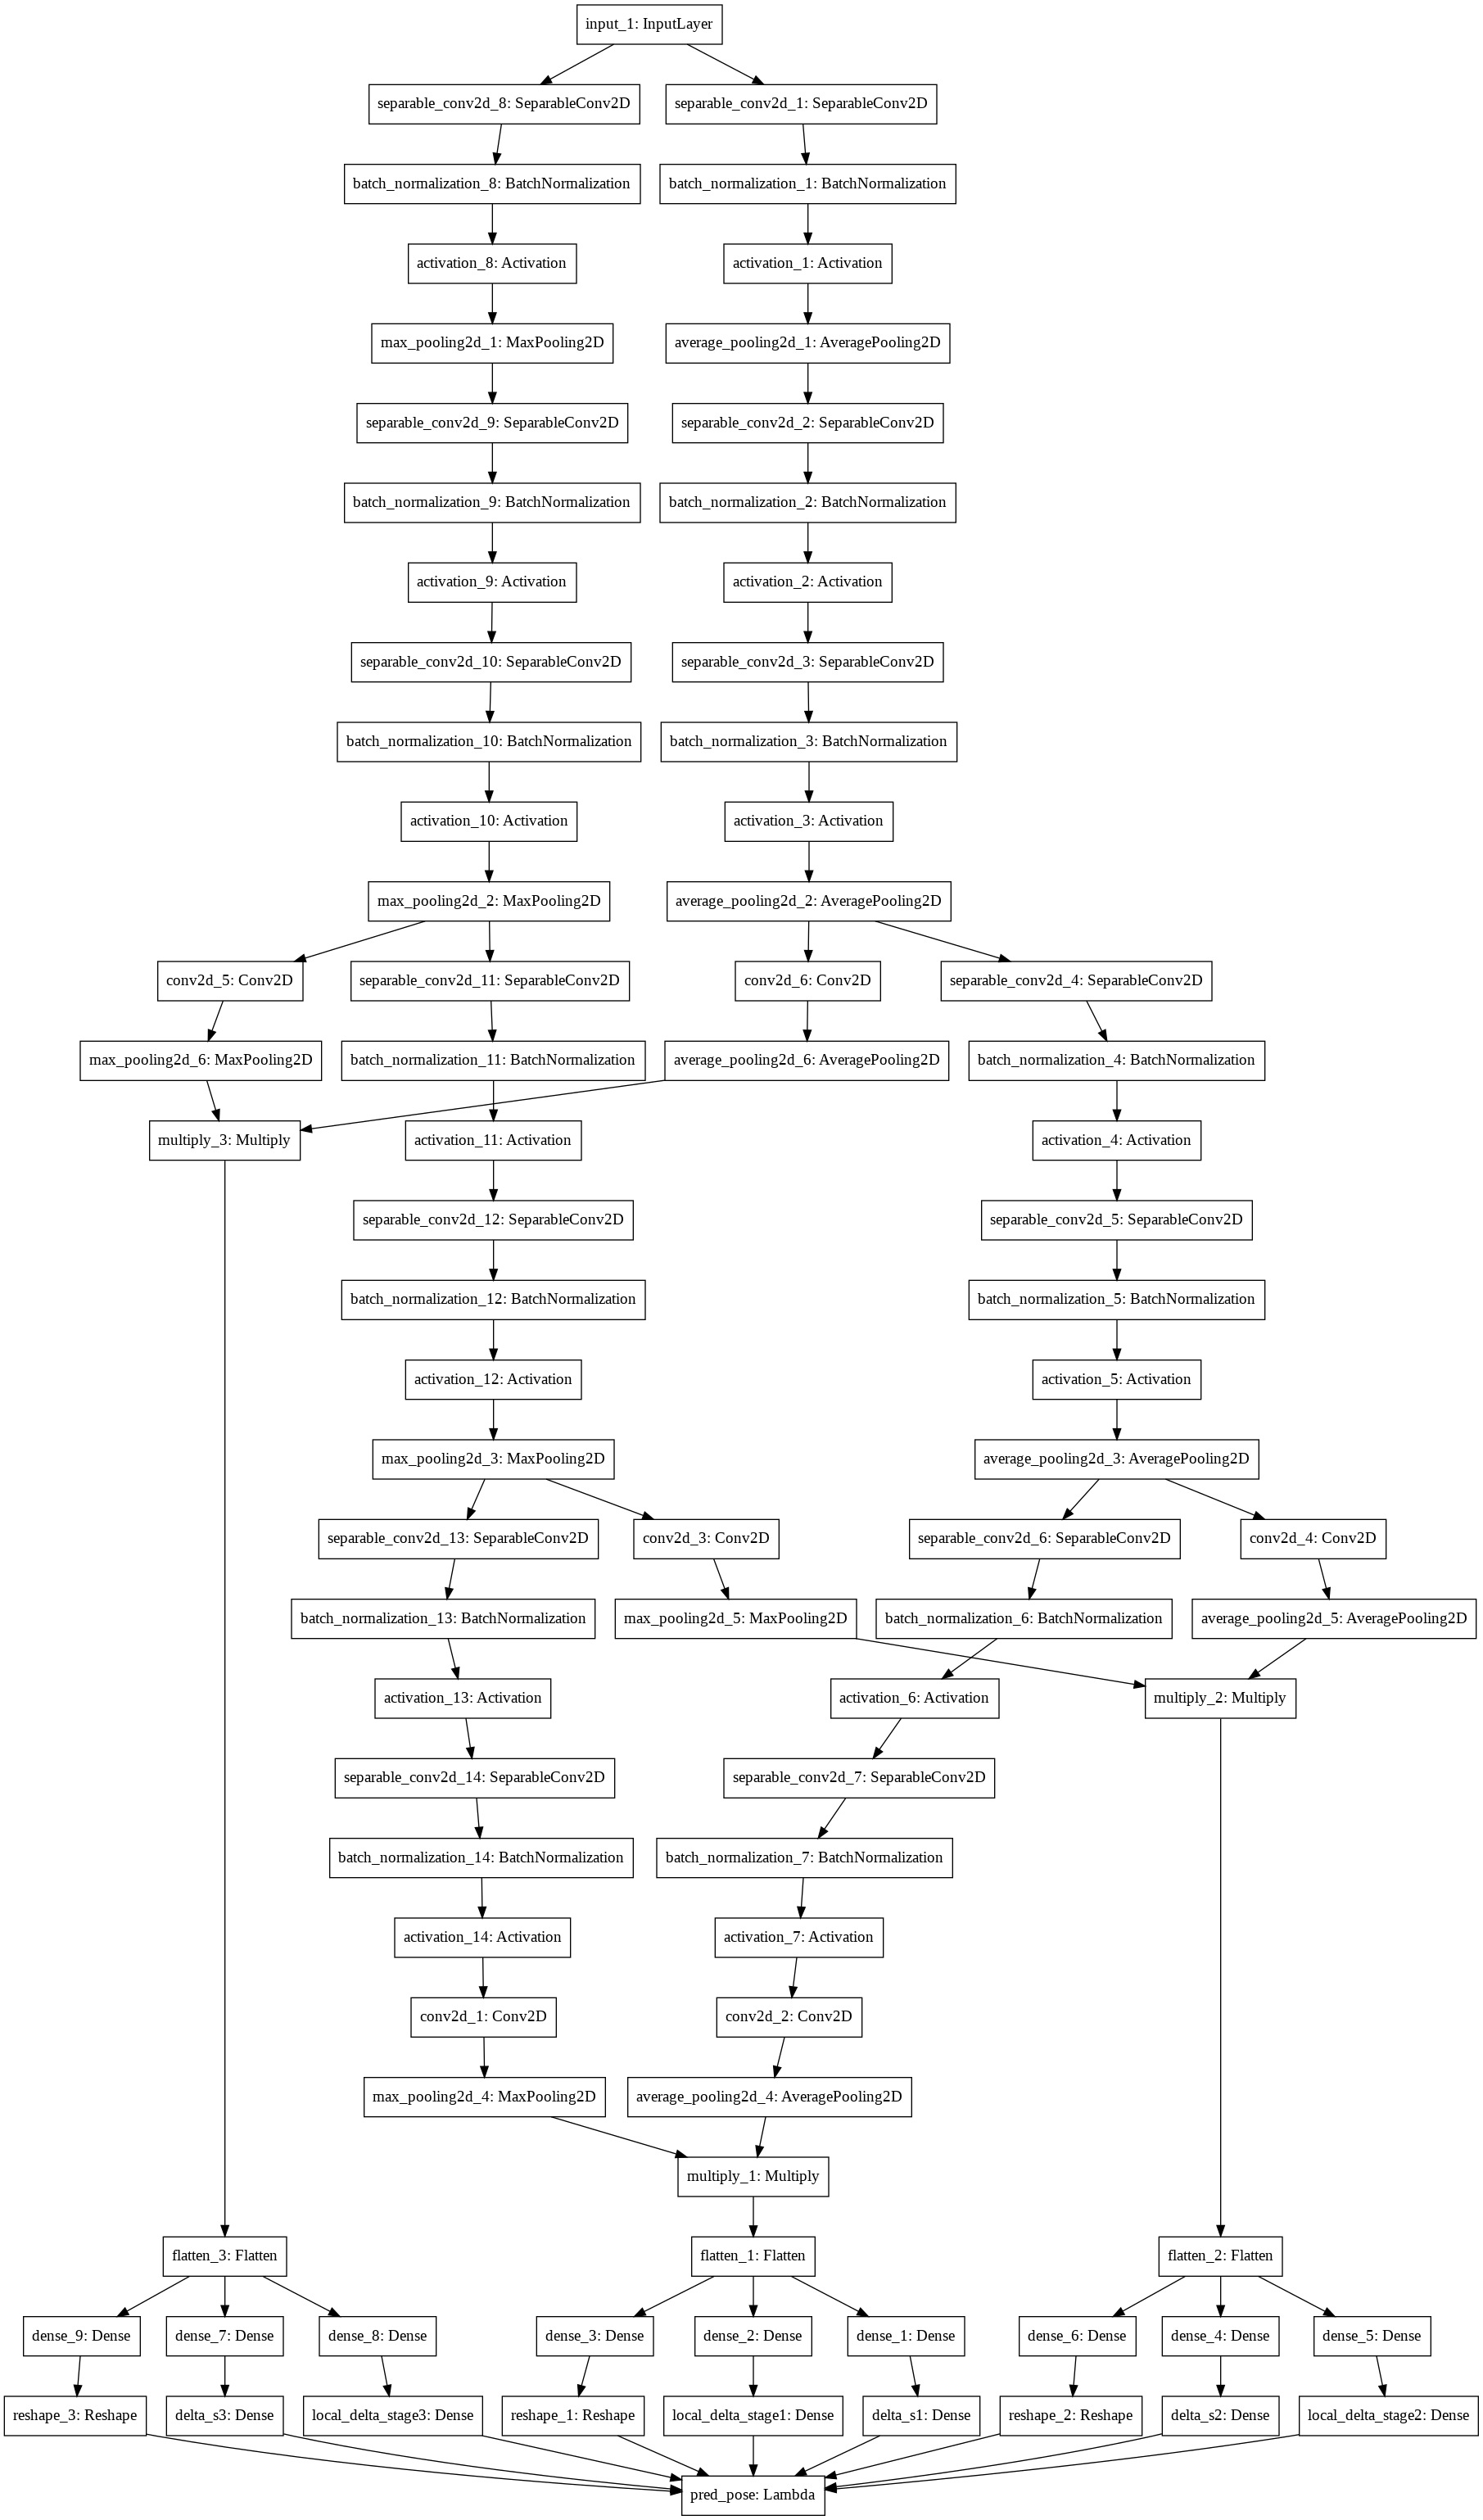 input_1: InputLayer
separable_conv2d_8: SeparableConv2D
separable_conv2d_1: SeparableConv2D
batch_normalization_8: BatchNormalization
batch_normalization_1: BatchNormalization
activation_8: Activation
activation_1: Activation
max_pooling2d_1: MaxPooling2D
average_pooling2d_1: AveragePooling2D
separable_conv2d_9: SeparableConv2D
separable_conv2d_2: SeparableConv2D
batch_normalization_9: BatchNormalization
batch_normalization_2: BatchNormalization
activation_9: Activation
activation_2: Activation
separable_conv2d_10: SeparableConv2D
separable_conv2d_3: SeparableConv2D
batch_normalization_10: BatchNormalization
batch_normalization_3: BatchNormalization
activation_10: Activation
activation_3: Activation
max_pooling2d_2: MaxPooling2D
average_pooling2d_2: AveragePooling2D
conv2d_5: Conv2D
separable_conv2d_11: SeparableConv2D
conv2d_6: Conv2D
separable_conv2d_4: SeparableConv2D
max_pooling2d_6: MaxPooling2D
batch_normalization_11: BatchNormalization
average_pooling2d_6: AveragePooling2D
batch_normalization_4: BatchNormalization
multiply_3: Multiply
activation_11: Activation
activation_4: Activation
separable_conv2d_12: SeparableConv2D
separable_conv2d_5: SeparableConv2D
batch_normalization_12: BatchNormalization
batch_normalization_5: BatchNormalization
activation_12: Activation
activation_5: Activation
max_pooling2d_3: MaxPooling2D
average_pooling2d_3: AveragePooling2D
separable_conv2d_13: SeparableConv2D
conv2d_3: Conv2D
separable_conv2d_6: SeparableConv2D
conv2d_4: Conv2D
batch_normalization_13: BatchNormalization
max_pooling2d_5: MaxPooling2D
batch_normalization_6: BatchNormalization
average_pooling2d_5: AveragePooling2D
activation_13: Activation
activation_6: Activation
multiply_2: Multiply
separable_conv2d_14: SeparableConv2D
separable_conv2d_7: SeparableConv2D
batch_normalization_14: BatchNormalization
batch_normalization_7: BatchNormalization
activation_14: Activation
activation_7: Activation
conv2d_1: Conv2D
conv2d_2: Conv2D
max_pooling2d_4: MaxPooling2D
average_pooling2d_4: AveragePooling2D
multiply_1: Multiply
flatten_3: Flatten
flatten_1: Flatten
flatten_2: Flatten
dense_9: Dense
dense_7: Dense
dense_8: Dense
dense_3: Dense
dense_2: Dense
dense_1: Dense
dense_6: Dense
dense_4: Dense
dense_5: Dense
reshape_3: Reshape
delta_s3: Dense
local_delta_stage3: Dense
reshape_1: Reshape
local_delta_stage1: Dense
delta_s1: Dense
reshape_2: Reshape
delta_s2: Dense
local_delta_stage2: Dense
pred_pose: Lambda